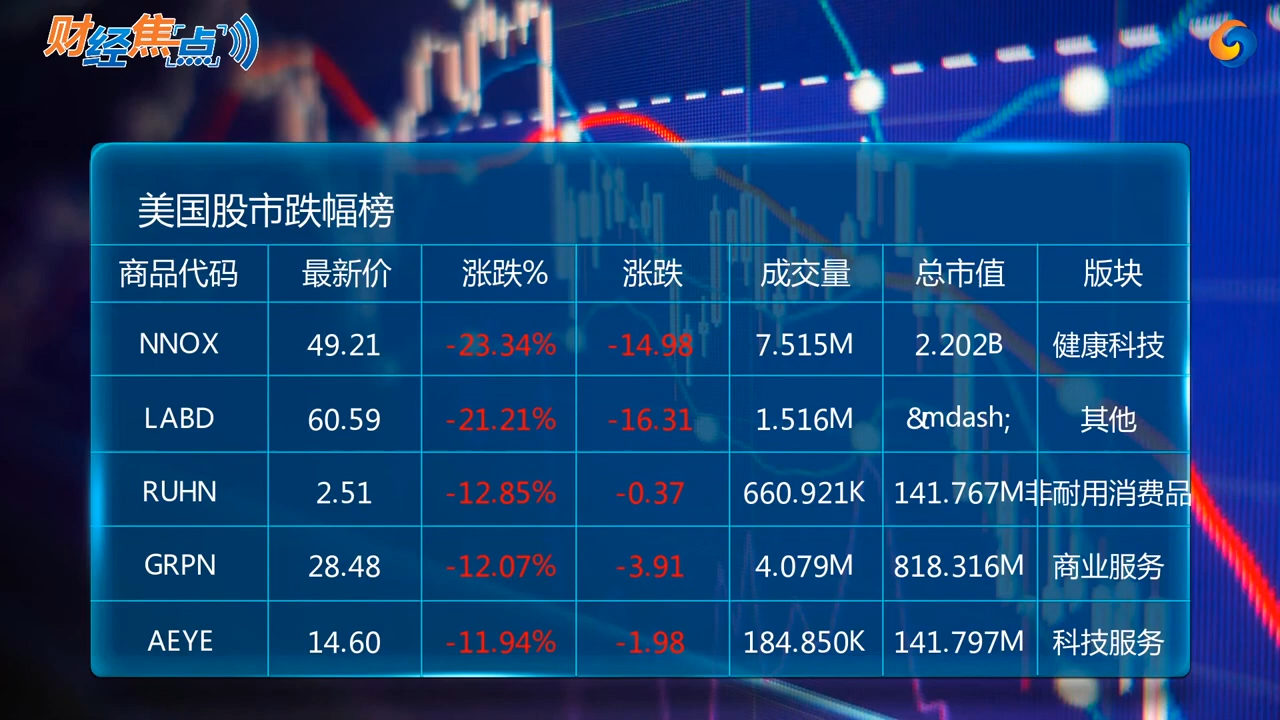 财经焦点
美国股市跌幅榜
商品代码 最新价 涨跌% 涨跌 成交量 总市值 版块
NNOX 49.21 -23.34% -14.98 7.515M 2.202B 健康科技
LABD 60.59 -21.21% -16.31 1.516M &mdash; 其他
RUHN 2.51 -12.85% -0.37 660.921K 141.767M 非耐用消费品
GRPN 28.48 -12.07% -3.91 4.079M 818.316M 商业服务
AEYE 14.60 -11.94% -1.98 184.850K 141.797M 科技服务